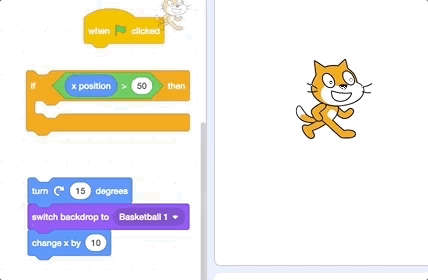 when clicked
if x position > 50 then
turn 15 degrees
switch backdrop to Basketball 1
change x by 10